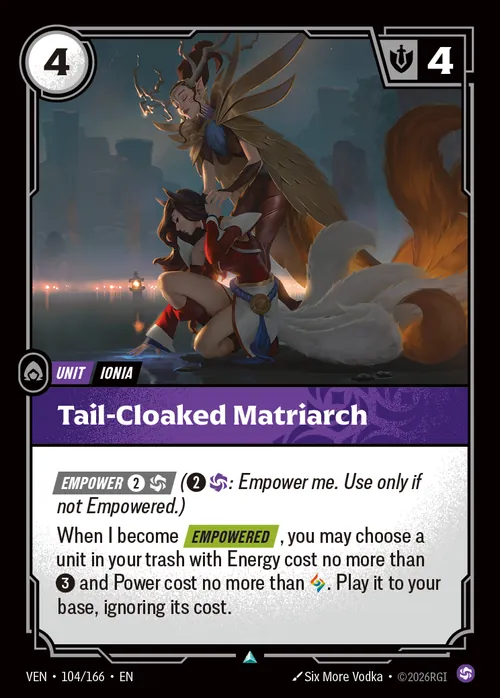 4
4
UNIT IONIA
Tail-Cloaked Matriarch
EMPOWER 2 (2: Empower me. Use only if
not Empowered.)
When I become EMPOWERED, you may choose a
unit in your trash with Energy cost no more than
3 and Power cost no more than . Play it to your
base, ignoring its cost.
VEN • 104/166 • EN
Six More Vodka • ©2026RGI